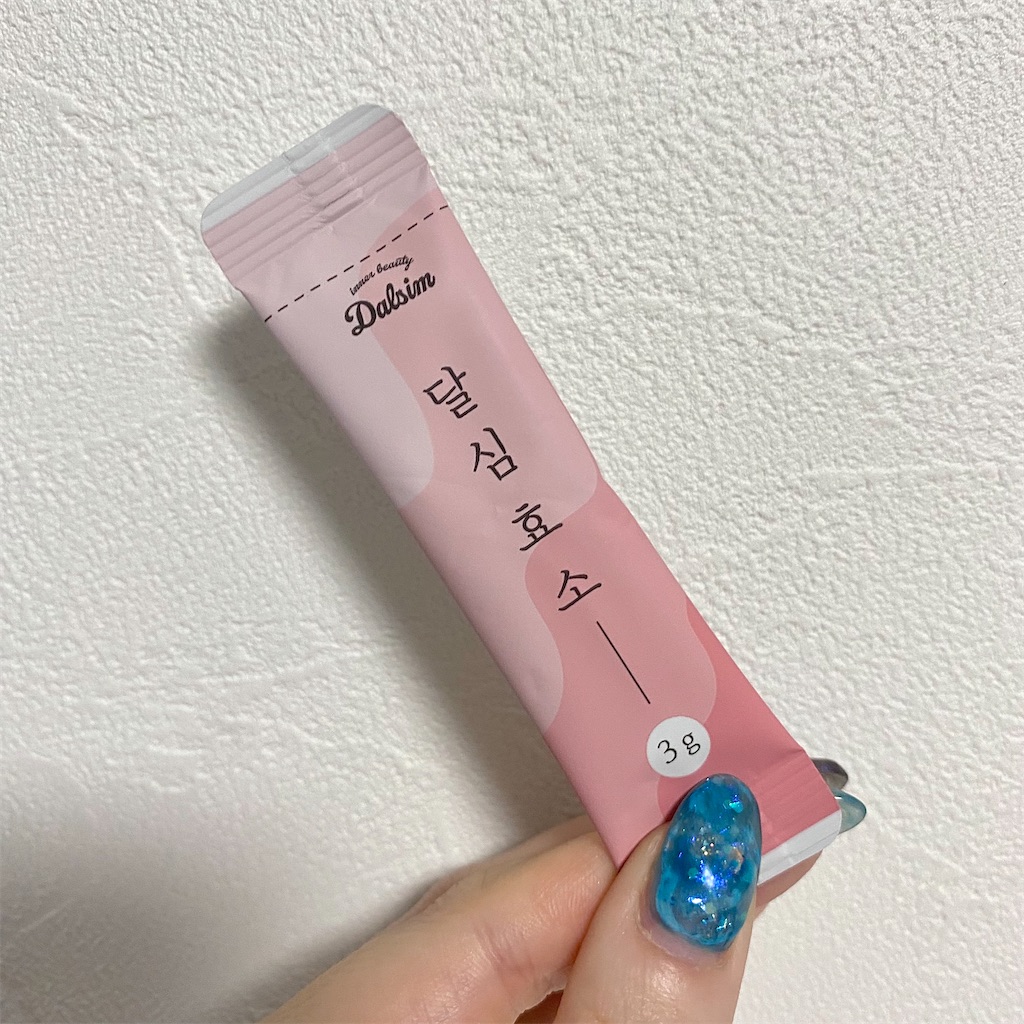 inner beauty
Dalsim
달심효소
3g